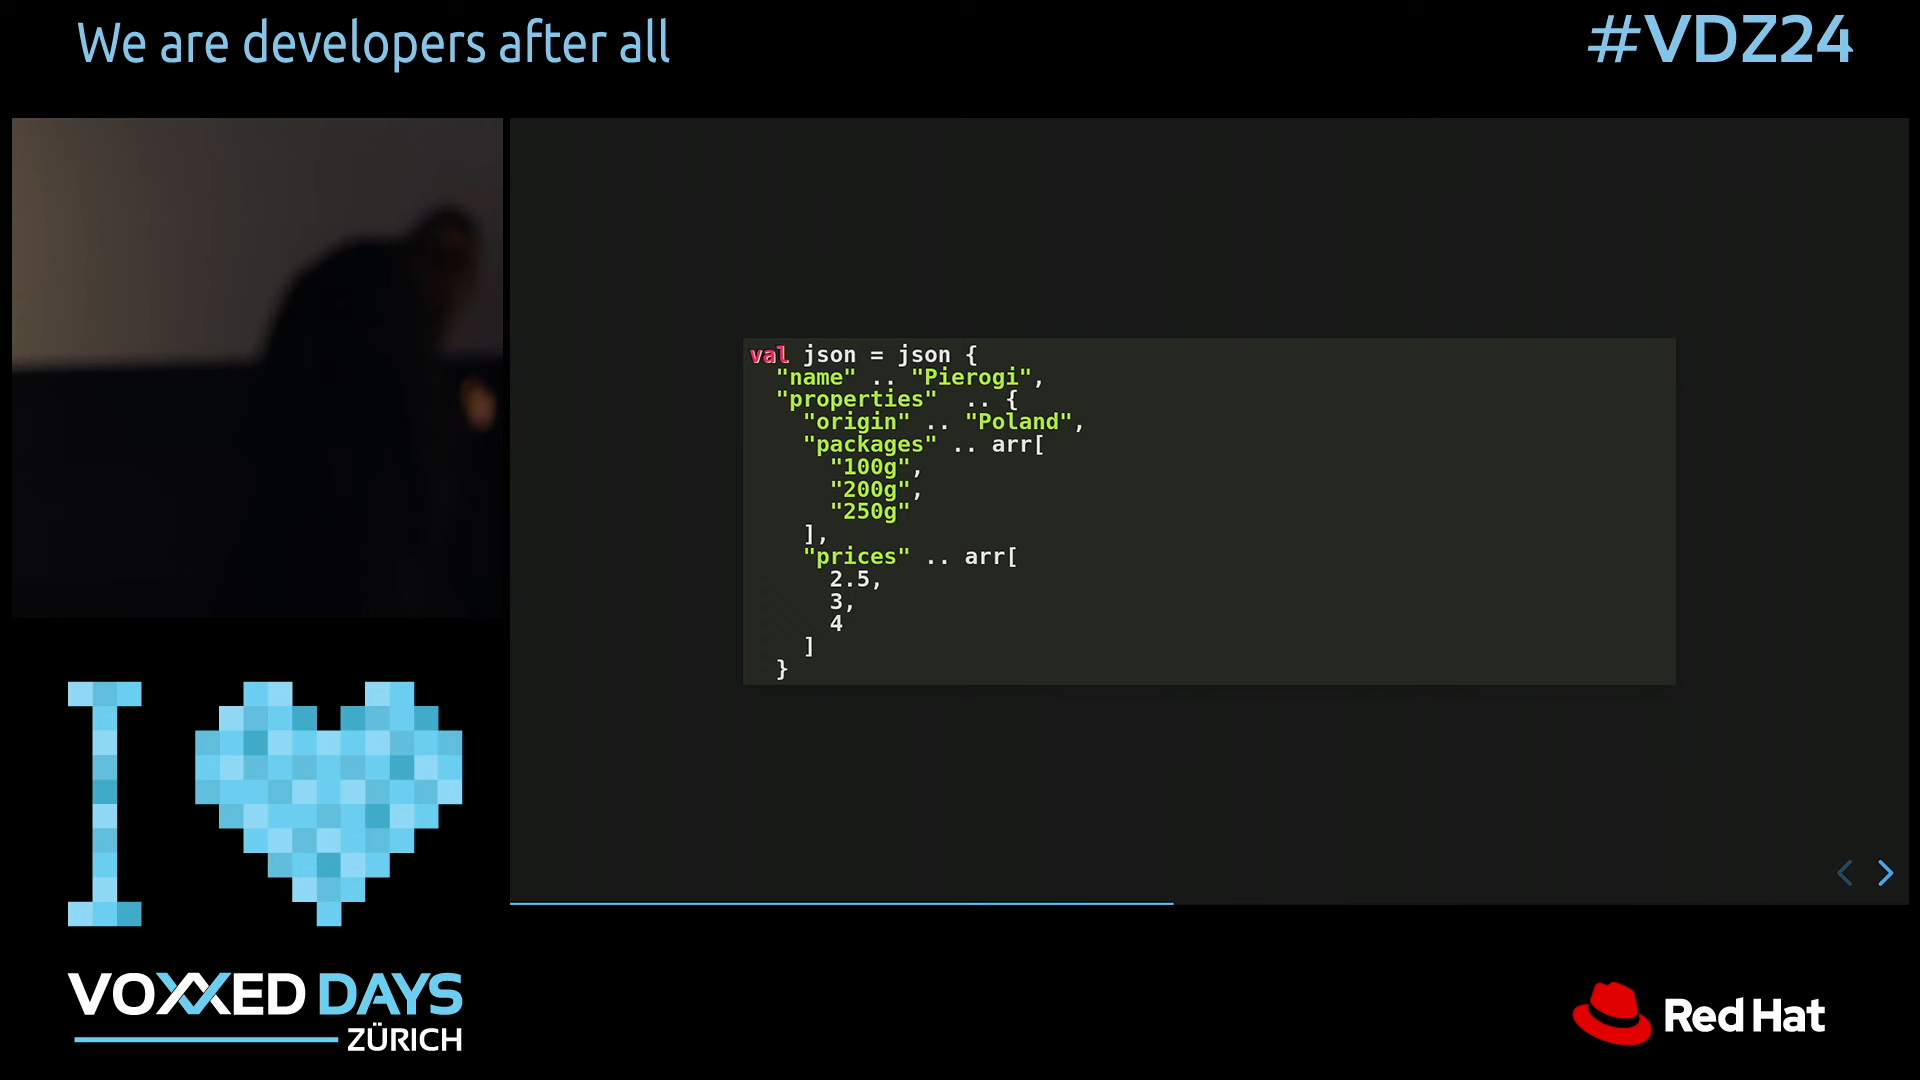 We are developers after all
#VDZ24
val json = json {
  "name" .. "Pierogi",
  "properties"  .. {
    "origin" .. "Poland",
    "packages" .. arr[
      "100g",
      "200g",
      "250g"
    ],
    "prices" .. arr[
      2.5,
      3,
      4
    ]
  }
I
VOXXED DAYS
ZÜRICH
Red Hat